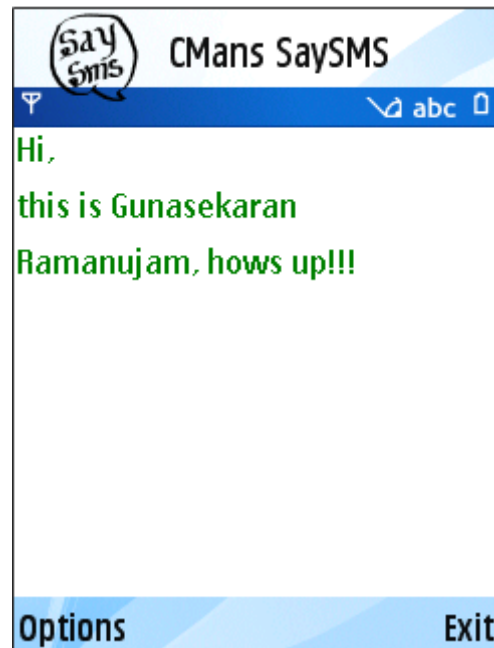 Say
Sms
CMans SaySMS
abc
Hi,
this is Gunasekaran
Ramanujam, hows up!!!
Options Exit